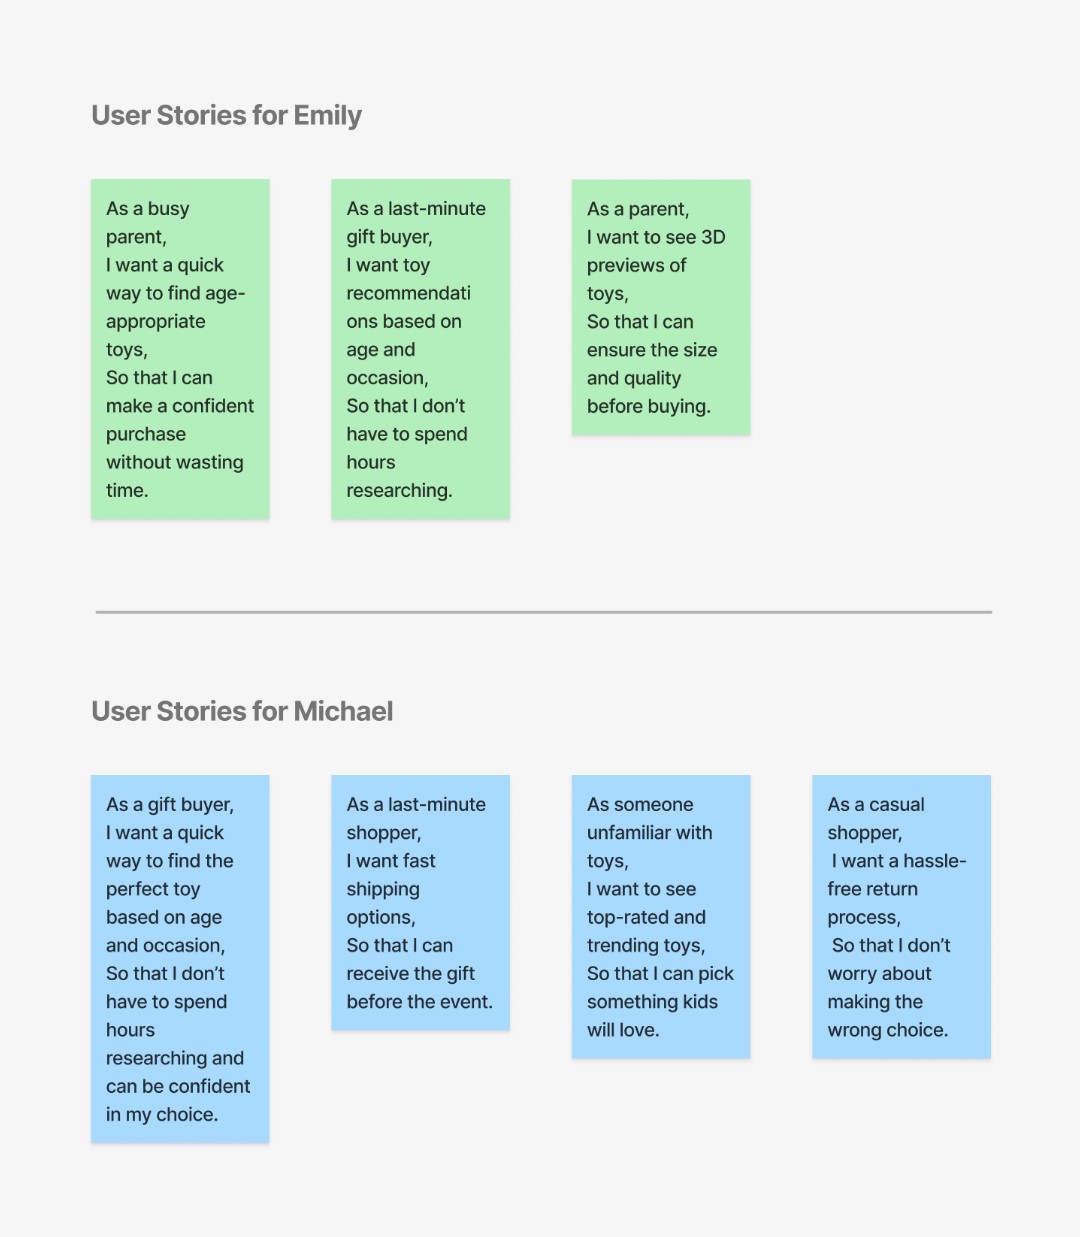 User Stories for Emily
As a busy
parent,
I want a quick
way to find age-
appropriate
toys,
So that I can
make a confident
purchase
without wasting
time.
As a last-minute
gift buyer,
I want toy
recommendati
ons based on
age and
occasion,
So that I don’t
have to spend
hours
researching.
As a parent,
I want to see 3D
previews of
toys,
So that I can
ensure the size
and quality
before buying.
User Stories for Michael
As a gift buyer,
I want a quick
way to find the
perfect toy
based on age
and occasion,
So that I don’t
have to spend
hours
researching and
can be confident
in my choice.
As a last-minute
shopper,
I want fast
shipping
options,
So that I can
receive the gift
before the event.
As someone
unfamiliar with
toys,
I want to see
top-rated and
trending toys,
So that I can pick
something kids
will love.
As a casual
shopper,
I want a hassle-
free return
process,
So that I don’t
worry about
making the
wrong choice.